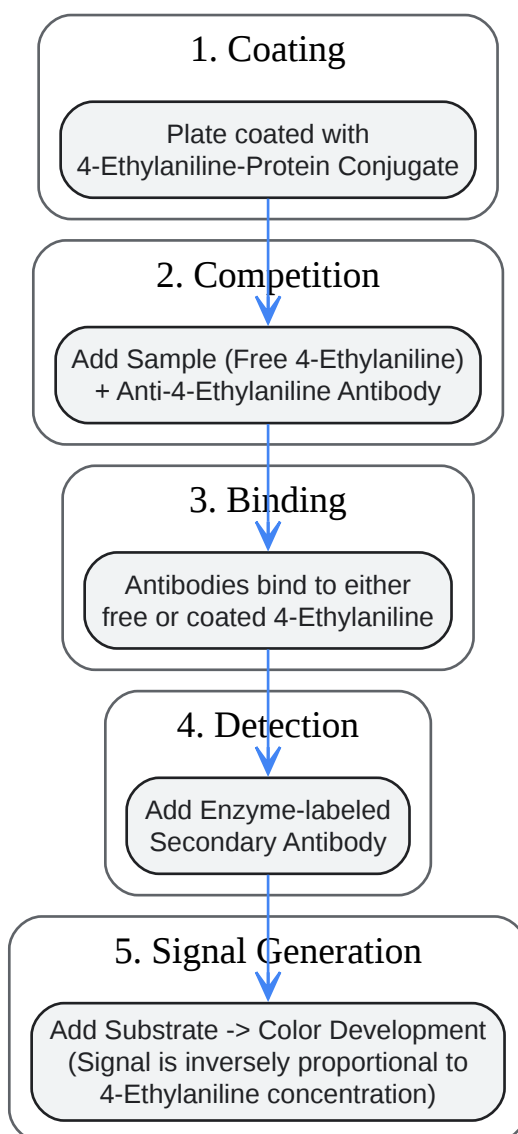 1. Coating
Plate coated with
4-Ethylaniline-Protein Conjugate
2. Competition
Add Sample (Free 4-Ethylaniline)
+ Anti-4-Ethylaniline Antibody
3. Binding
Antibodies bind to either
free or coated 4-Ethylaniline
4. Detection
Add Enzyme-labeled
Secondary Antibody
5. Signal Generation
Add Substrate -> Color Development
(Signal is inversely proportional to
4-Ethylaniline concentration)